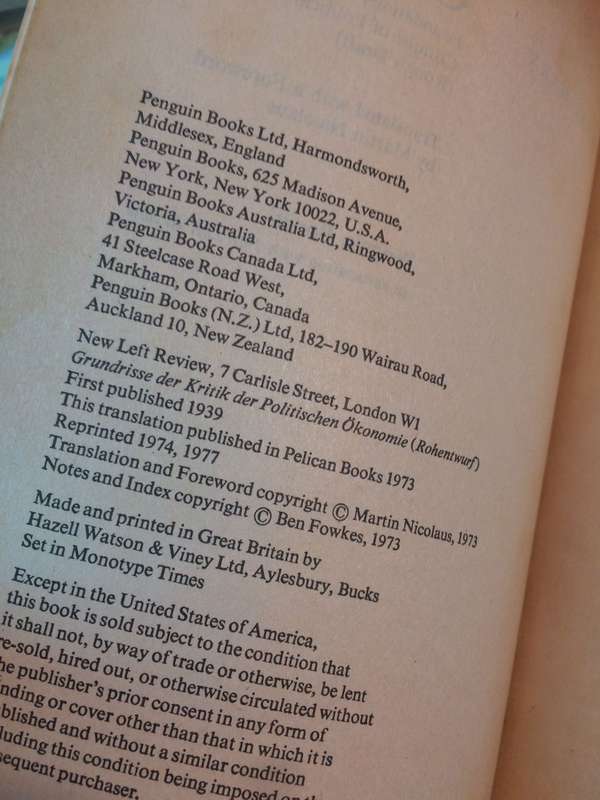 Penguin Books Ltd, Harmondsworth,
Middlesex, England
Penguin Books, 625 Madison Avenue,
New York, New York 10022, U.S.A.
Penguin Books Australia Ltd, Ringwood,
Victoria, Australia
Penguin Books Canada Ltd,
41 Steelcase Road West,
Markham, Ontario, Canada
Penguin Books (N.Z.) Ltd, 182–190 Wairau Road,
Auckland 10, New Zealand
New Left Review, 7 Carlisle Street, London W1
Grundrisse der Kritik der Politischen Ökonomie (Rohentwurf)
First published 1939
This translation published in Pelican Books 1973
Reprinted 1974, 1977
Translation and Foreword copyright © Martin Nicolaus, 1973
Notes and Index copyright © Ben Fowkes, 1973
Made and printed in Great Britain by
Hazell Watson & Viney Ltd, Aylesbury, Bucks
Set in Monotype Times
Except in the United States of America,
this book is sold subject to the condition that
it shall not, by way of trade or otherwise, be lent
re-sold, hired out, or otherwise circulated without
he publisher's prior consent in any form of
nding or cover other than that in which it is
blished and without a similar condition
luding this condition being imposed on
sequent purchaser.